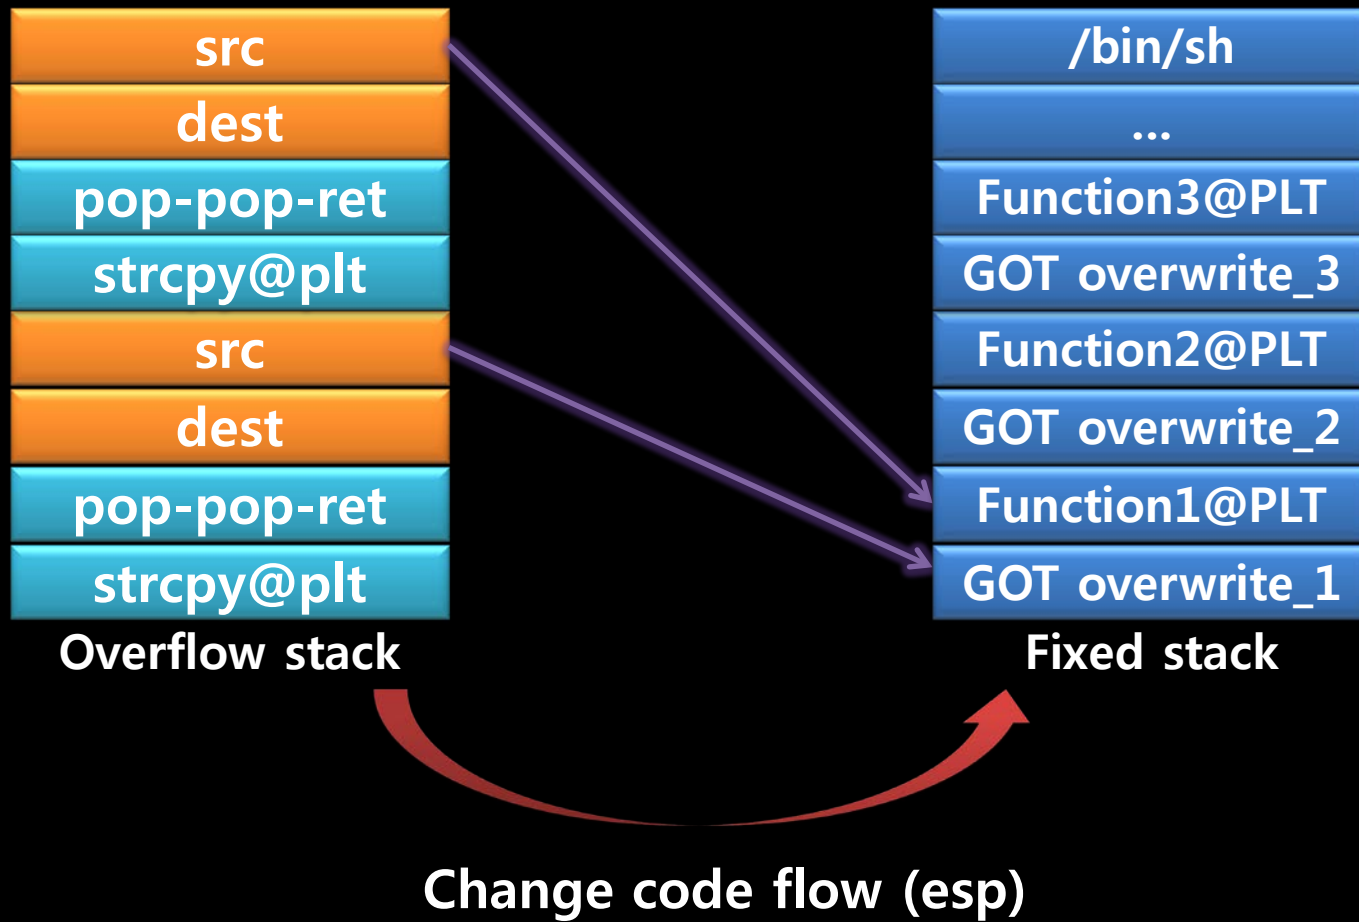 src
dest
pop-pop-ret
strcpy@plt
src
dest
pop-pop-ret
strcpy@plt
Overflow stack
/bin/sh
...
Function3@PLT
GOT overwrite_3
Function2@PLT
GOT overwrite_2
Function1@PLT
GOT overwrite_1
Fixed stack
Change code flow (esp)